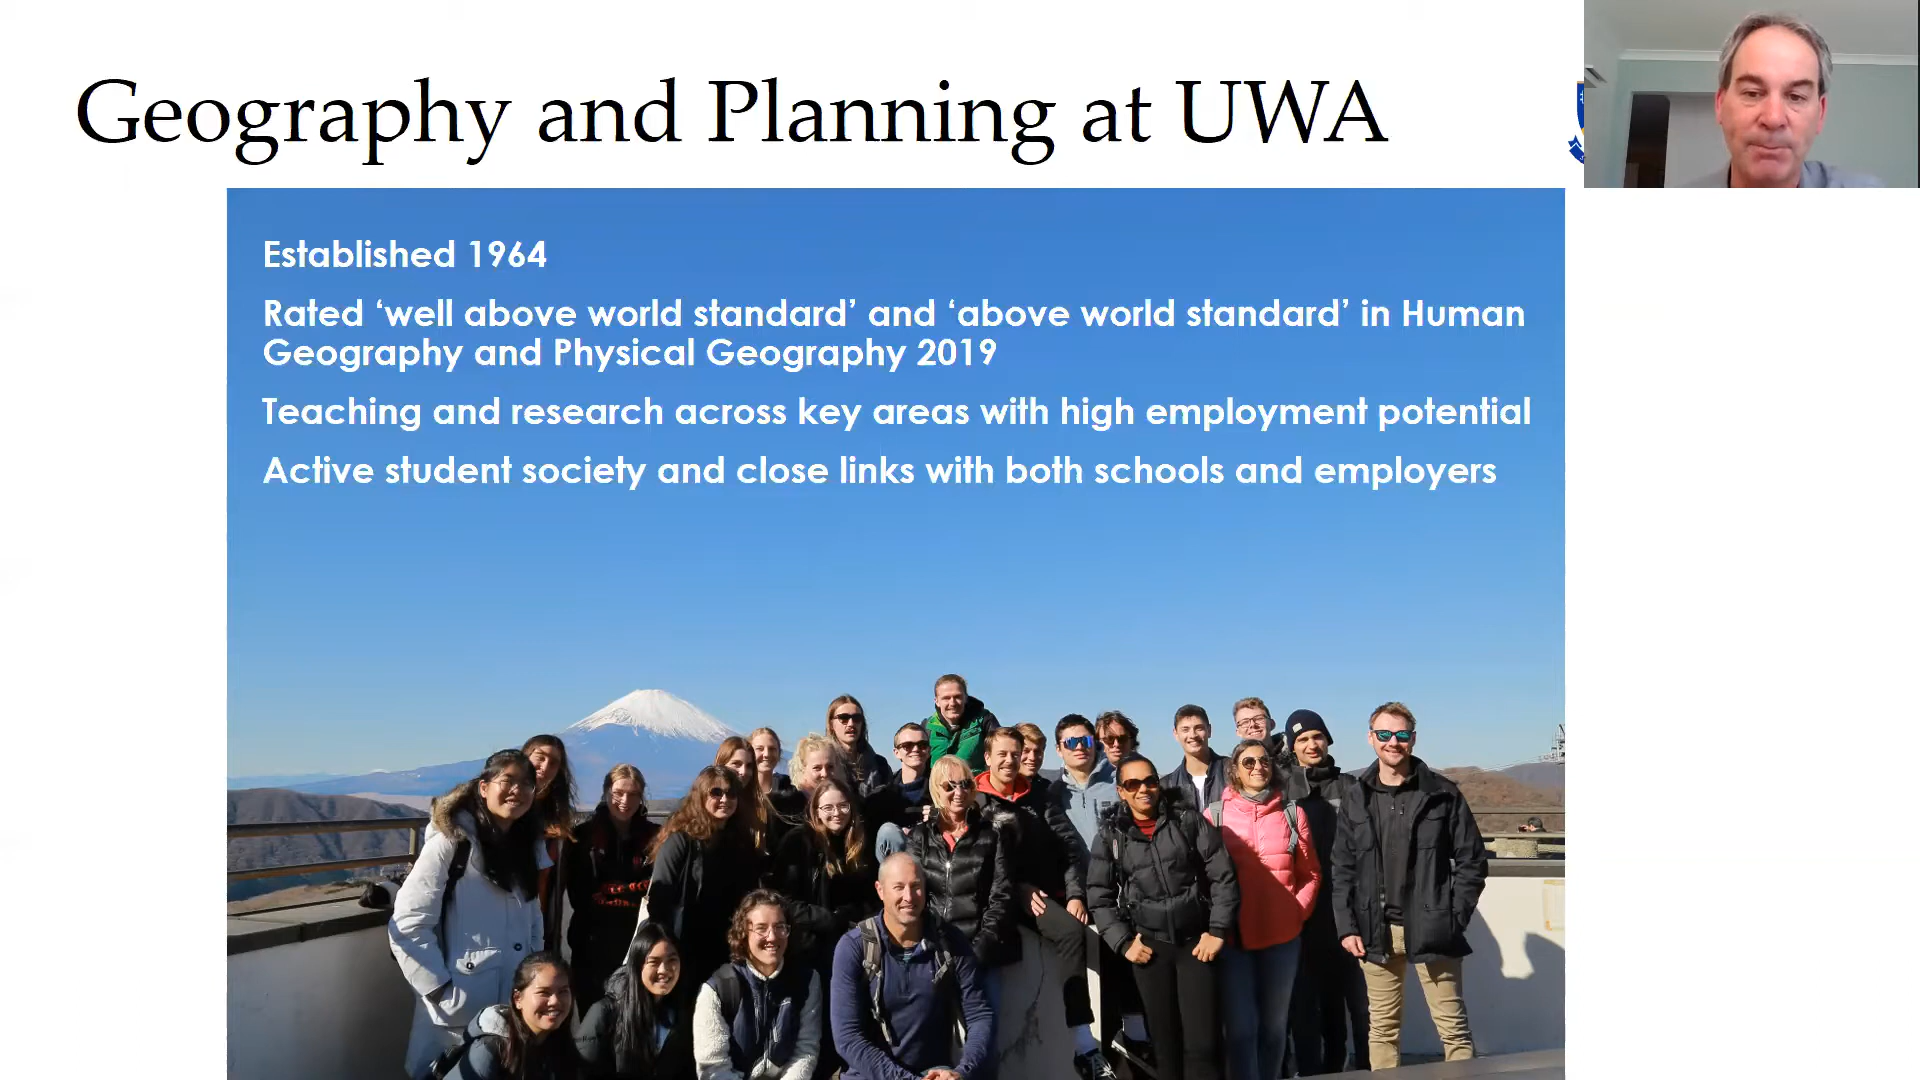 Geography and Planning at UWA
Established 1964
Rated ‘well above world standard’ and ‘above world standard’ in Human
Geography and Physical Geography 2019
Teaching and research across key areas with high employment potential
Active student society and close links with both schools and employers